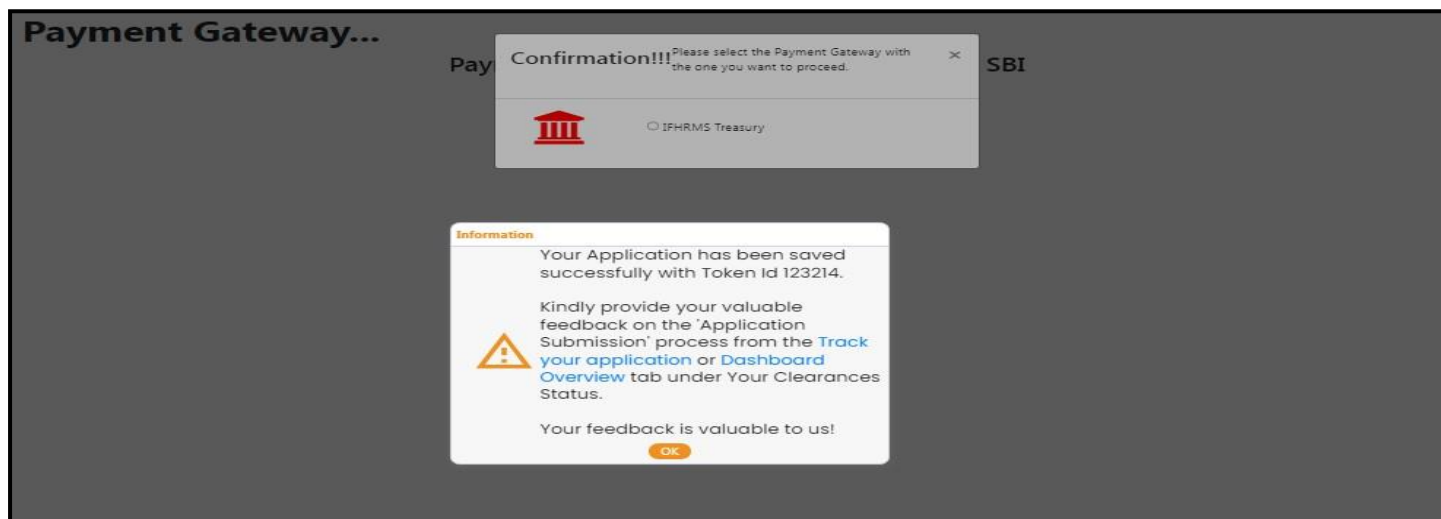 Payment Gateway...
Confirmation!!! Please select the Payment Gateway with
the one you want to proceed. ×
Pay SBI
IFHRMS Treasury
Information
Your Application has been saved
successfully with Token Id 123214.
Kindly provide your valuable
feedback on the 'Application
Submission' process from the Track
your application or Dashboard
Overview tab under Your Clearances
Status.
Your feedback is valuable to us!
OK